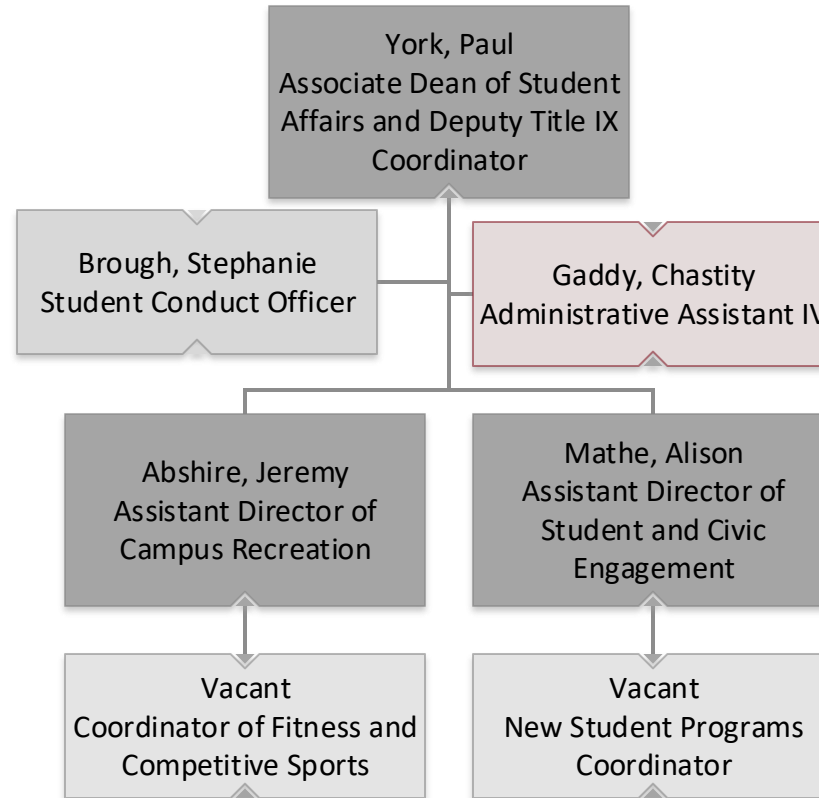 York, Paul
Associate Dean of Student
Affairs and Deputy Title IX
Coordinator
Brough, Stephanie
Student Conduct Officer
Gaddy, Chastity
Administrative Assistant IV
Abshire, Jeremy
Assistant Director of
Campus Recreation
Mathe, Alison
Assistant Director of
Student and Civic
Engagement
Vacant
Coordinator of Fitness and
Competitive Sports
Vacant
New Student Programs
Coordinator